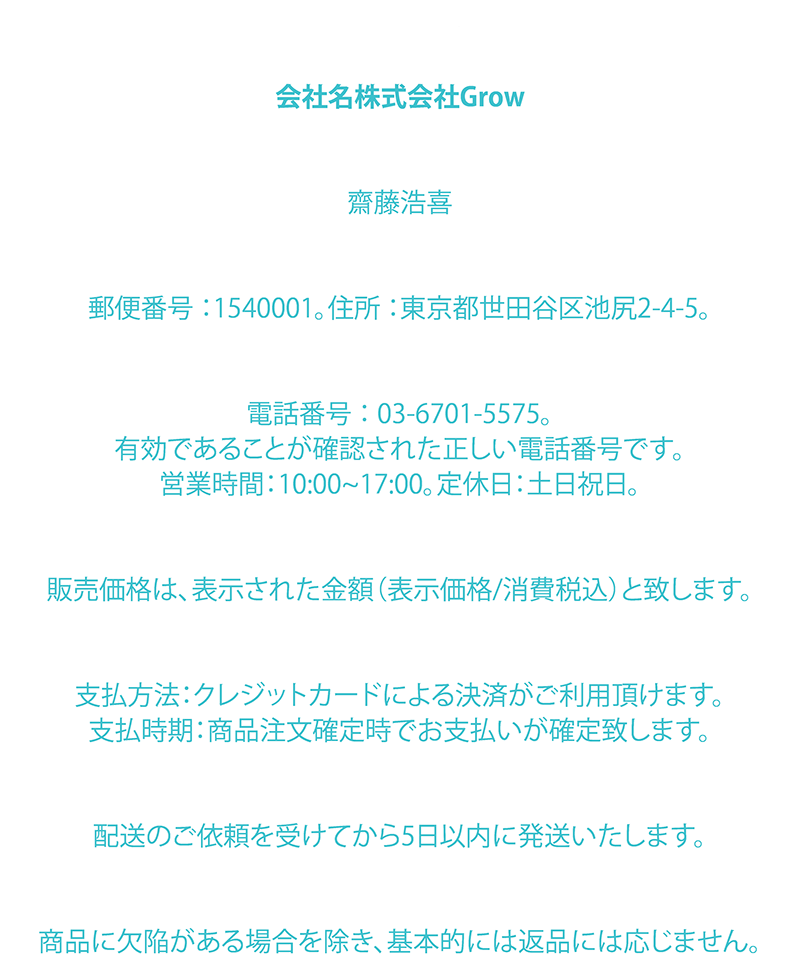 会社名株式会社Grow
齋藤浩喜
郵便番号：1540001。住所：東京都世田谷区池尻2-4-5。
電話番号：03-6701-5575。
有効であることが確認された正しい電話番号です。
営業時間：10:00~17:00。定休日：土日祝日。
販売価格は、表示された金額（表示価格/消費税込）と致します。
支払方法：クレジットカードによる決済がご利用頂けます。
支払時期：商品注文確定時でお支払いが確定致します。
配送のご依頼を受けてから5日以内に発送いたします。
商品に欠陥がある場合を除き、基本的には返品には応じません。